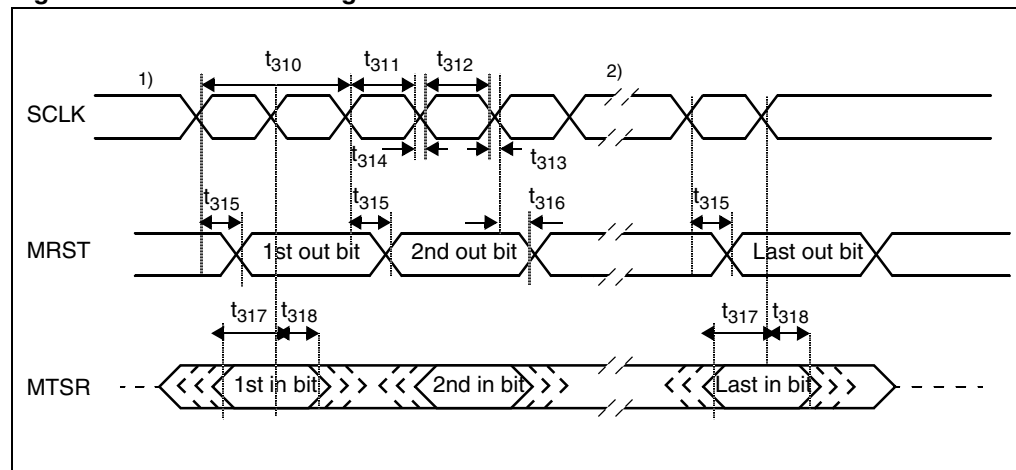 1) t310 t311 t312 2)
SCLK
t314 t313
t315 t315 t316 t315
MRST 1st out bit 2nd out bit Last out bit
t317 t318 t317 t318
MTSR 1st in bit 2nd in bit Last in bit